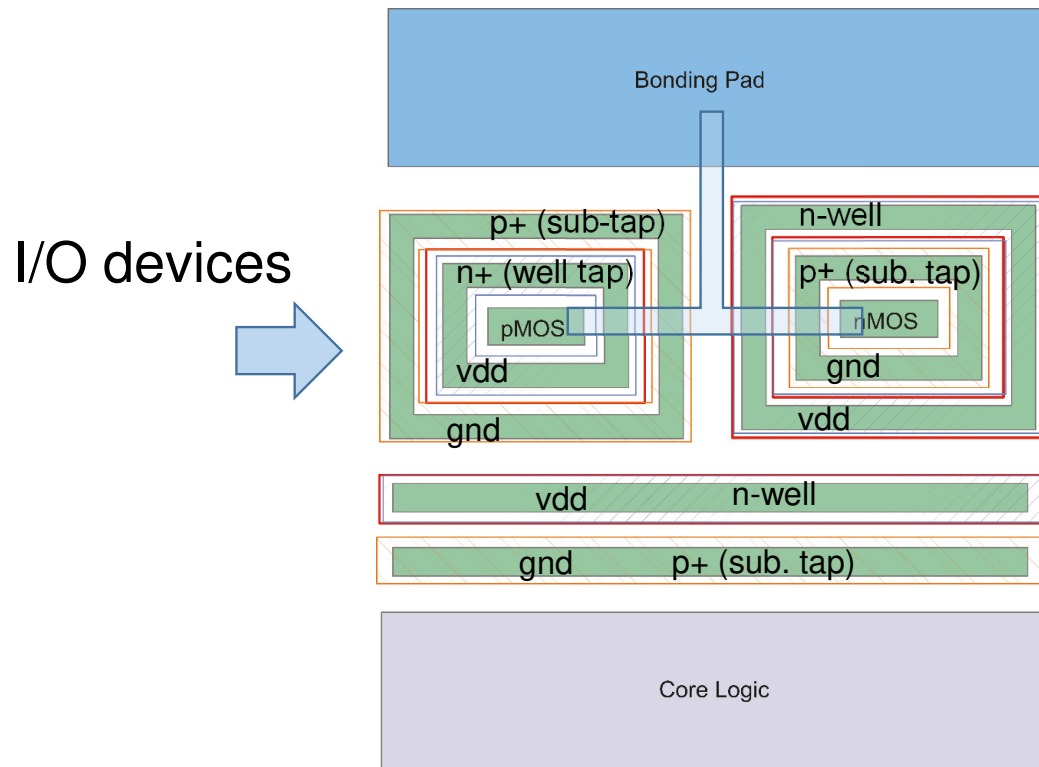 Bonding Pad
I/O devices
p+ (sub-tap)
n+ (well tap)
pMOS
vdd
gnd
n-well
p+ (sub. tap)
nMOS
gnd
vdd
vdd n-well
gnd p+ (sub. tap)
Core Logic